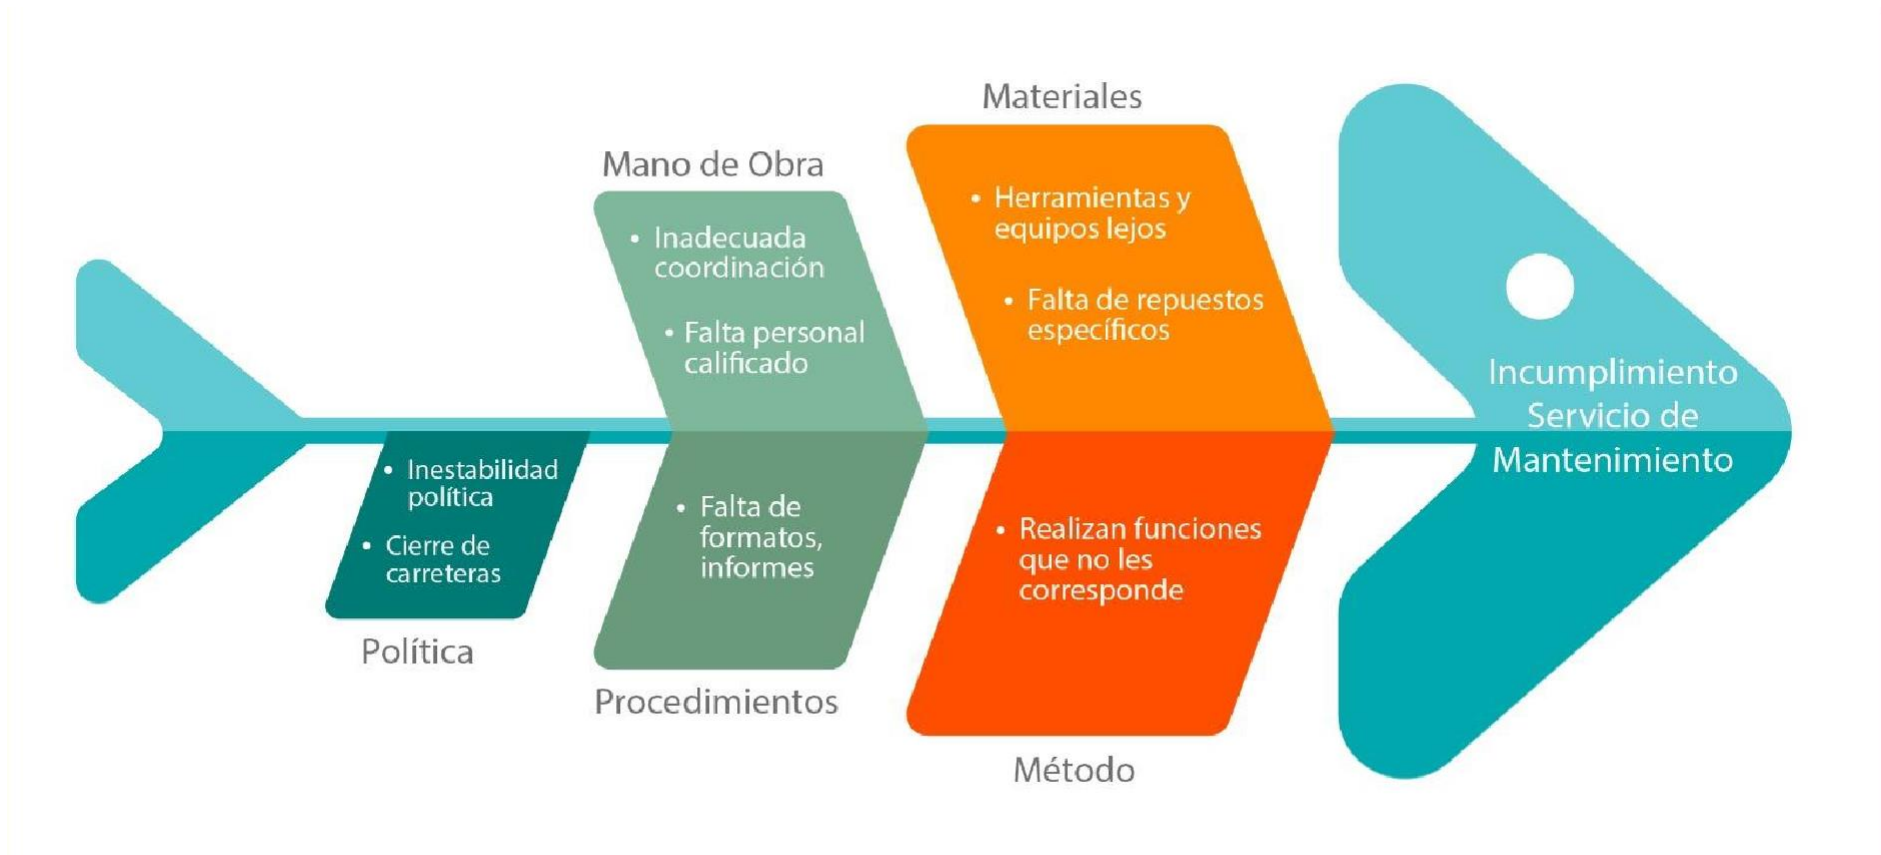 Materiales
Mano de Obra
• Herramientas y
equipos lejos
• Falta de repuestos
específicos
• Inadecuada
coordinación
• Falta personal
calificado
Incumplimiento
Servicio de
Mantenimiento
• Inestabilidad
política
• Cierre de
carreteras
Política
• Falta de
formatos,
informes
Procedimientos
• Realizan funciones
que no les
corresponde
Método